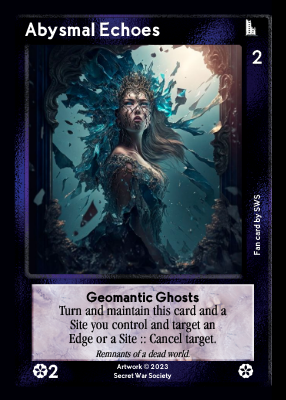 Abysmal Echoes
2
Fan card by SWS
Geomantic Ghosts
Turn and maintain this card and a
Site you control and target an
Edge or a Site :: Cancel target.
Remnants of a dead world.
2
Artwork © 2023
Secret War Society